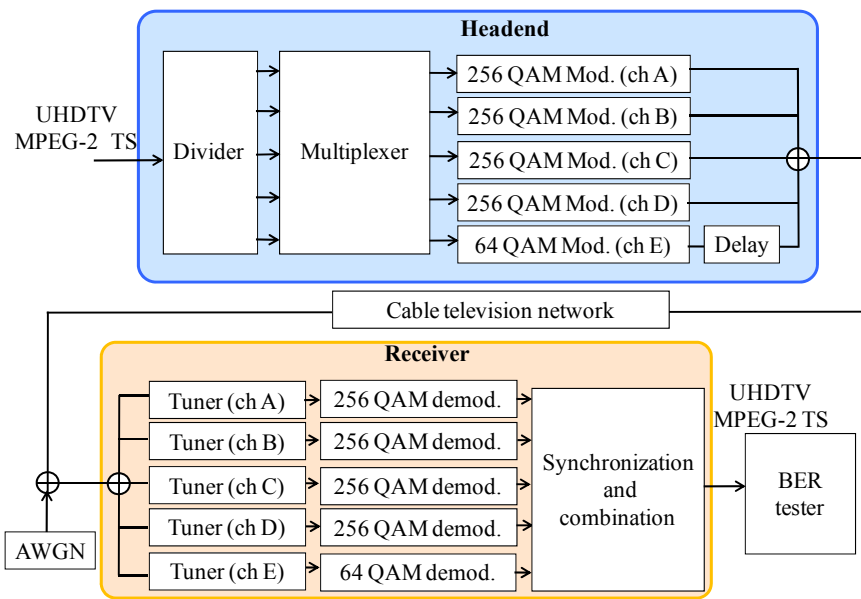 Headend
UHDTV
MPEG-2 TS
Divider
Multiplexer
256 QAM Mod. (ch A)
256 QAM Mod. (ch B)
256 QAM Mod. (ch C)
256 QAM Mod. (ch D)
64 QAM Mod. (ch E)
Delay
Cable television network
Receiver
Tuner (ch A)
256 QAM demod.
Tuner (ch B)
256 QAM demod.
Tuner (ch C)
256 QAM demod.
Tuner (ch D)
256 QAM demod.
Tuner (ch E)
64 QAM demod.
AWGN
Synchronization
and
combination
UHDTV
MPEG-2 TS
BER
tester